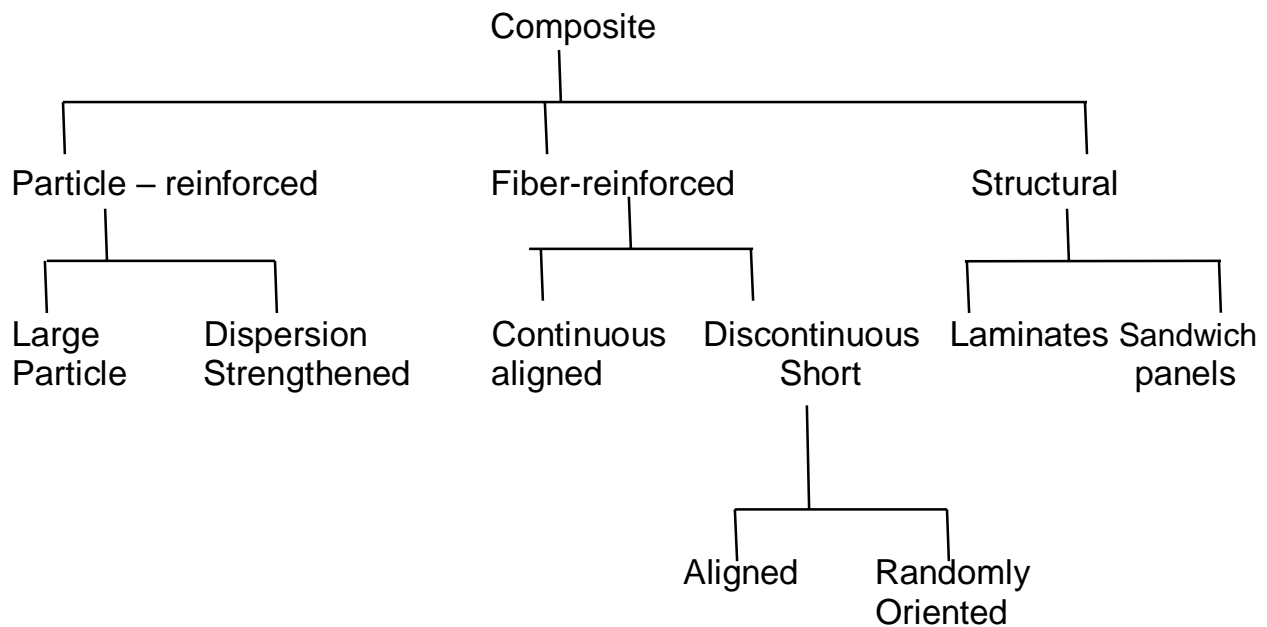 Composite
Particle – reinforced
Fiber-reinforced
Structural
Large
Particle
Dispersion
Strengthened
Continuous
aligned
Discontinuous
Short
Laminates
Sandwich
panels
Aligned
Randomly
Oriented